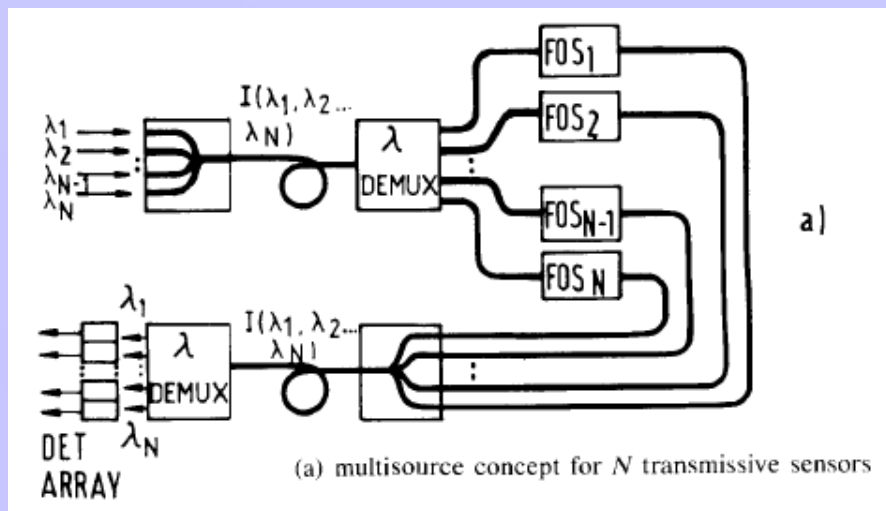 λ1
λ2
λN-1
λN
I(λ1, λ2...
λN)
λ
DEMUX
FOS1
FOS2
FOSN-1
FOS N
a)
λ1
λN
DET
ARRAY
λ
DEMUX
I(λ1, λ2...
λN)
(a) multisource concept for N transmissive sensors